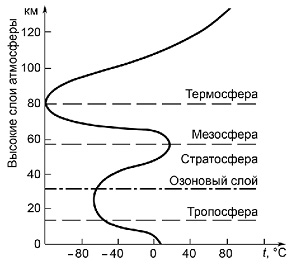 км
Высокие слои атмосферы
120
100
80
60
40
20
0
Термосфера
Мезосфера
Стратосфера
Озоновый слой
Тропосфера
-120 -80 -40 0 40 80 t, °C